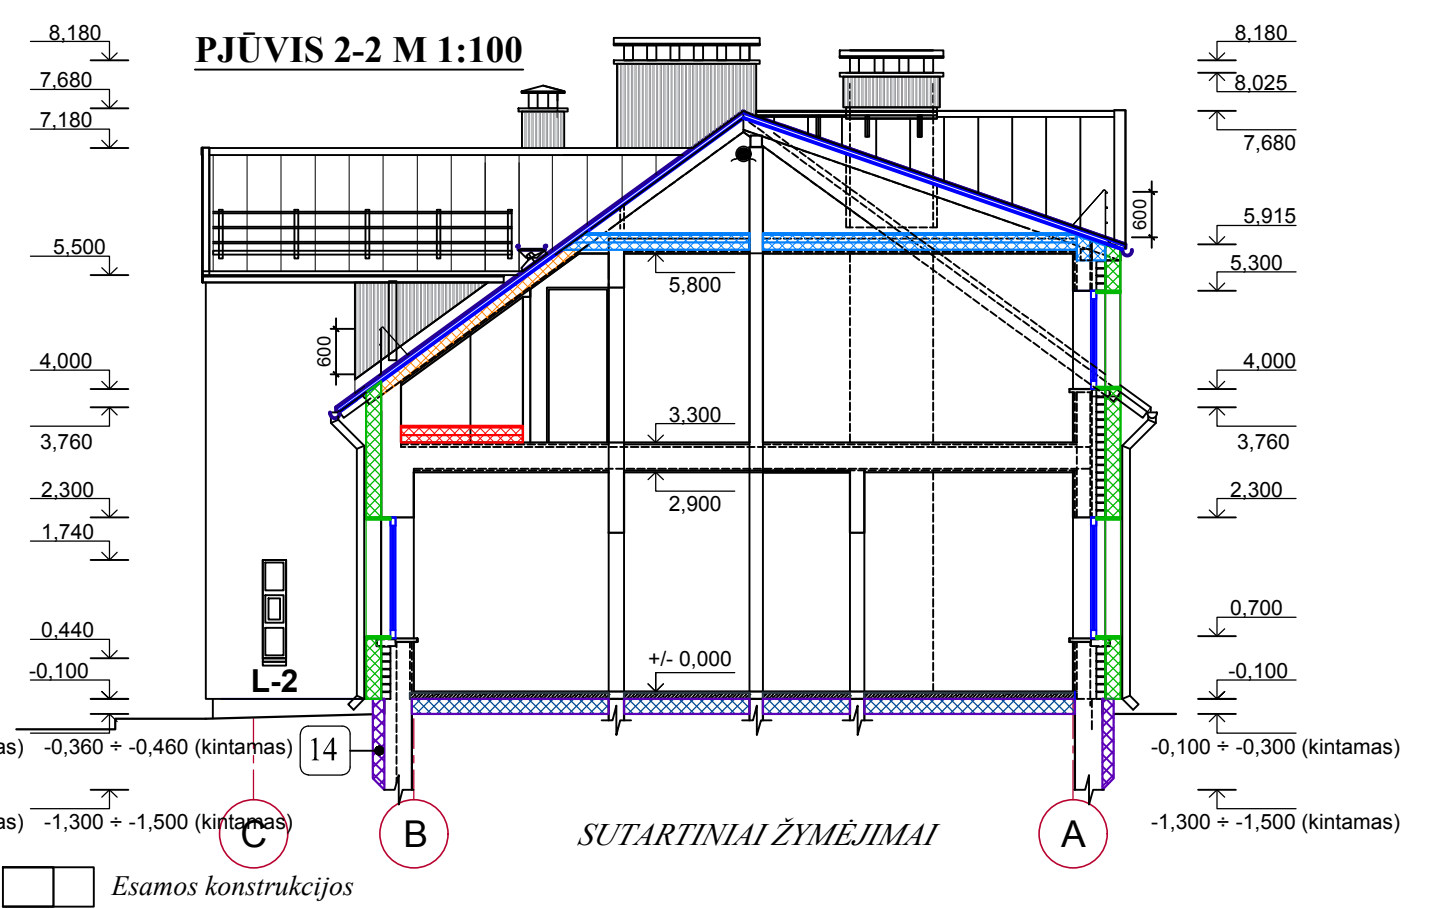 PJŪVIS 2-2 M 1:100
8,180
7,680
7,180
5,500
4,000
3,760
2,300
1,740
0,440
-0,100
as) -0,360 ÷ -0,460 (kintamas)
as) -1,300 ÷ -1,500 (kintamas)
600
L-2
14
5,800
3,300
2,900
+/- 0,000
600
8,180
8,025
7,680
5,915
5,300
4,000
3,760
2,300
0,700
-0,100
-0,100 ÷ -0,300 (kintamas)
-1,300 ÷ -1,500 (kintamas)
C
B
A
SUTARTINIAI ŽYMĖJIMAI
Esamos konstrukcijos